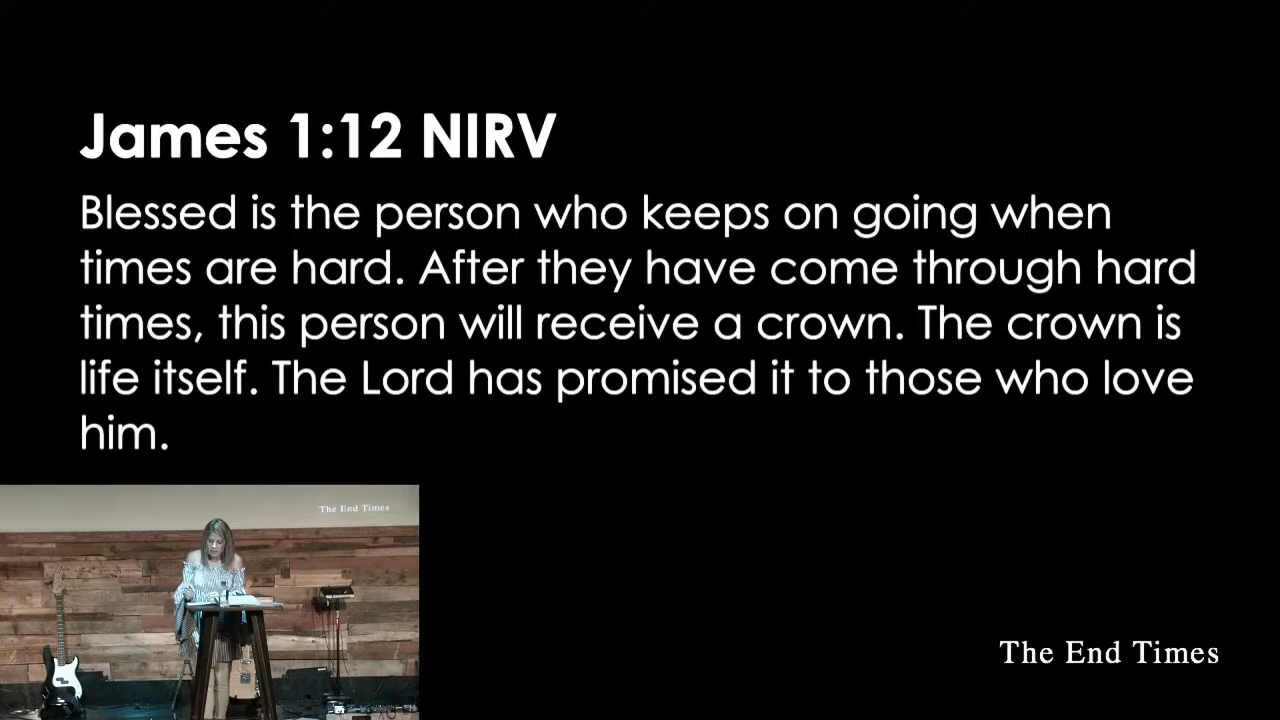 James 1:12 NIRV
Blessed is the person who keeps on going when
times are hard. After they have come through hard
times, this person will receive a crown. The crown is
life itself. The Lord has promised it to those who love
him.
The End Times
The End Times